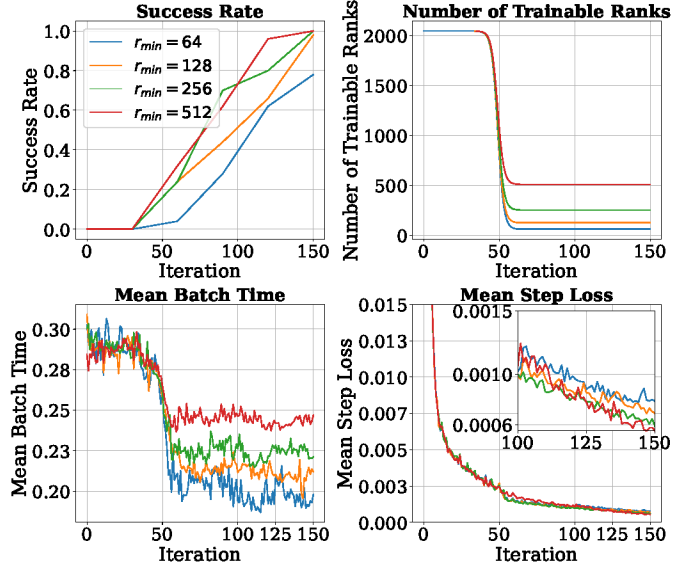 Success Rate
1.0
0.8
0.6
0.4
0.2
0.0
Success Rate
r_min = 64
r_min = 128
r_min = 256
r_min = 512
0 50 100 150
Iteration
Number of Trainable Ranks
2000
1500
1000
500
0
Number of Trainable Ranks
0 50 100 150
Iteration
Mean Batch Time
0.30
0.28
0.25
0.23
0.20
Mean Batch Time
0 50 100 125 150
Iteration
Mean Step Loss
0.015
0.013
0.010
0.007
0.005
0.003
0.000
Mean Step Loss
0.0015
0.0010
0.0006
100 125 150
0 50 100 125 150
Iteration